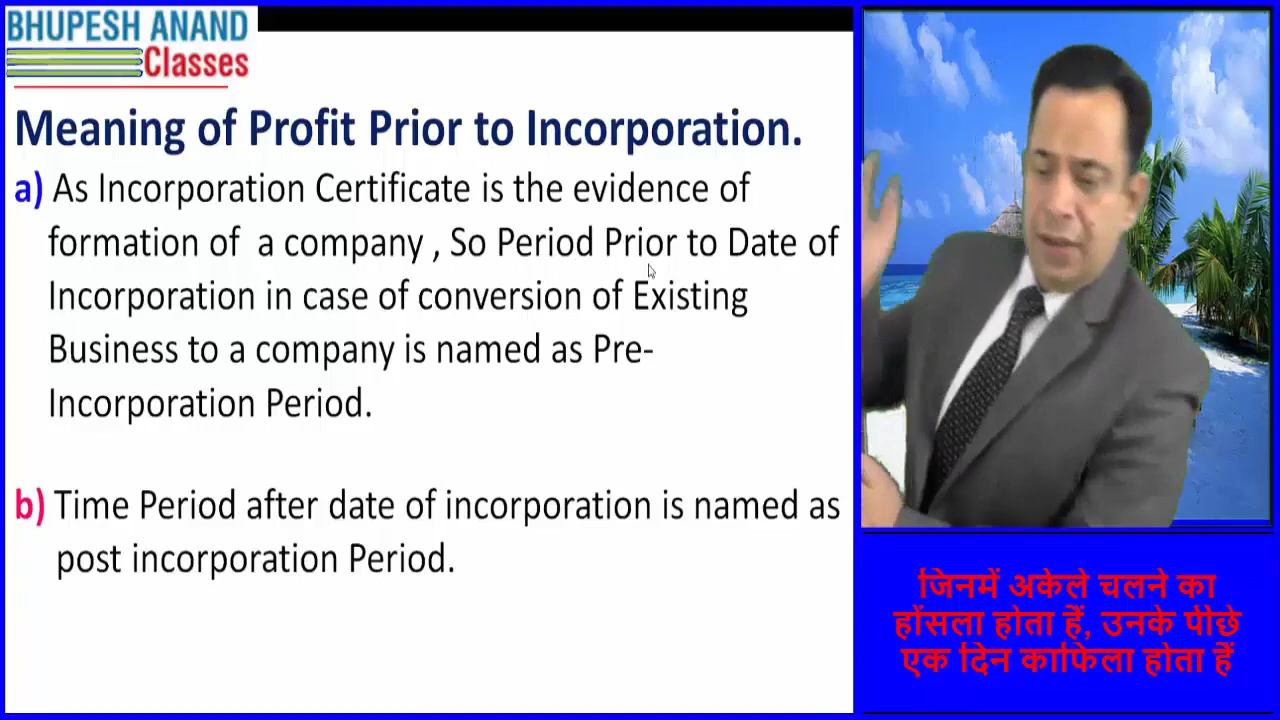 BHUPESH ANAND
Classes
Meaning of Profit Prior to Incorporation.
a) As Incorporation Certificate is the evidence of
formation of a company , So Period Prior to Date of
Incorporation in case of conversion of Existing
Business to a company is named as Pre-
Incorporation Period.
b) Time Period after date of incorporation is named as
post incorporation Period.
जिनमें अकेले चलने का
होंसला होता हैं, उनके पीछे
एक दिन काफिला होता हैं